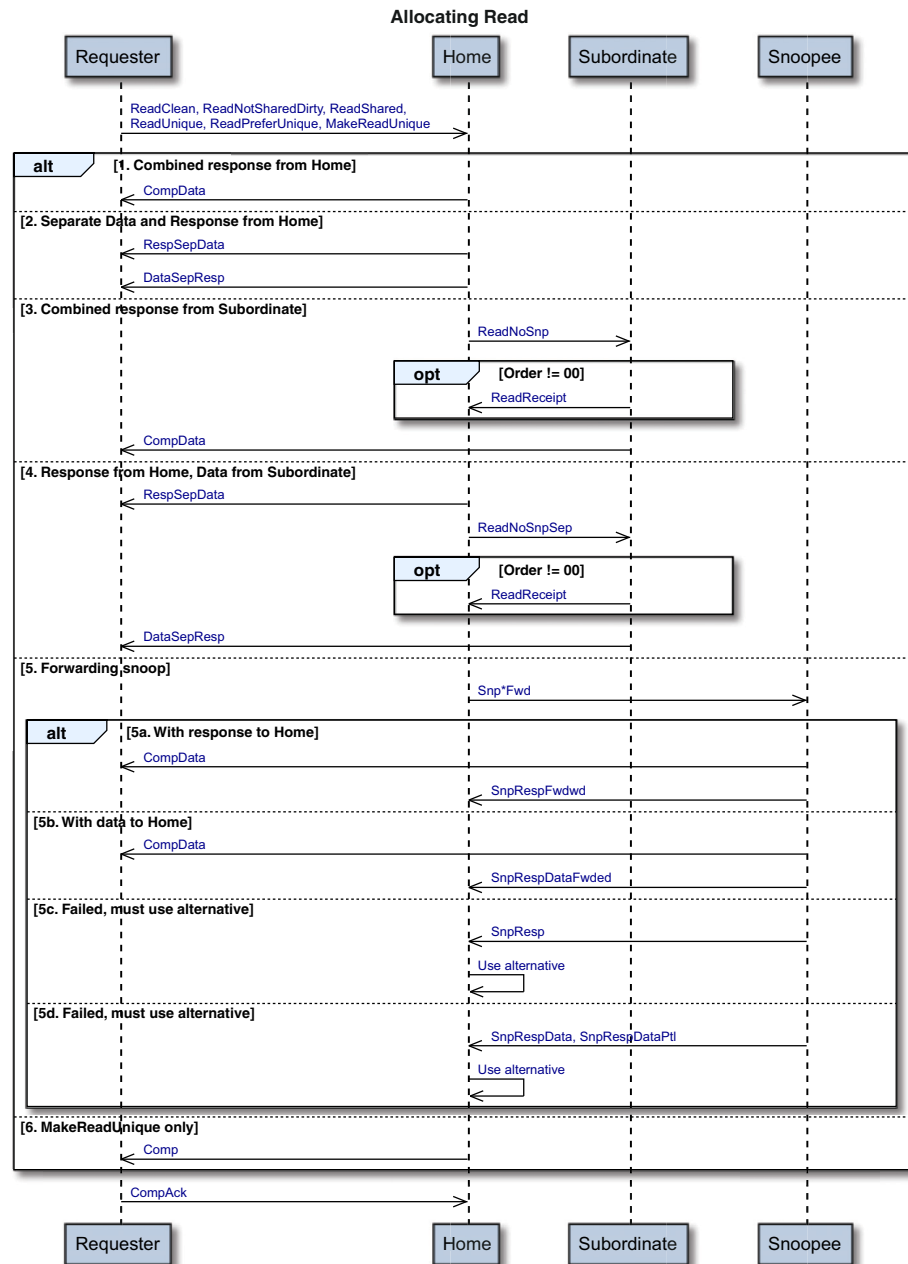 Allocating Read
Requester Home Subordinate Snoopee
ReadClean, ReadNotSharedDirty, ReadShared,
ReadUnique, ReadPreferUnique, MakeReadUnique
alt [1. Combined response from Home]
CompData
[2. Separate Data and Response from Home]
RespSepData
DataSepResp
[3. Combined response from Subordinate]
ReadNoSnp
opt [Order != 00]
ReadReceipt
CompData
[4. Response from Home, Data from Subordinate]
RespSepData
ReadNoSnpSep
opt [Order != 00]
ReadReceipt
DataSepResp
[5. Forwarding snoop]
Snp*Fwd
alt [5a. With response to Home]
CompData
SnpRespFwdwd
[5b. With data to Home]
CompData
SnpRespDataFwded
[5c. Failed, must use alternative]
SnpResp
Use alternative
[5d. Failed, must use alternative]
SnpRespData, SnpRespDataPtl
Use alternative
[6. MakeReadUnique only]
Comp
CompAck
Requester Home Subordinate Snoopee